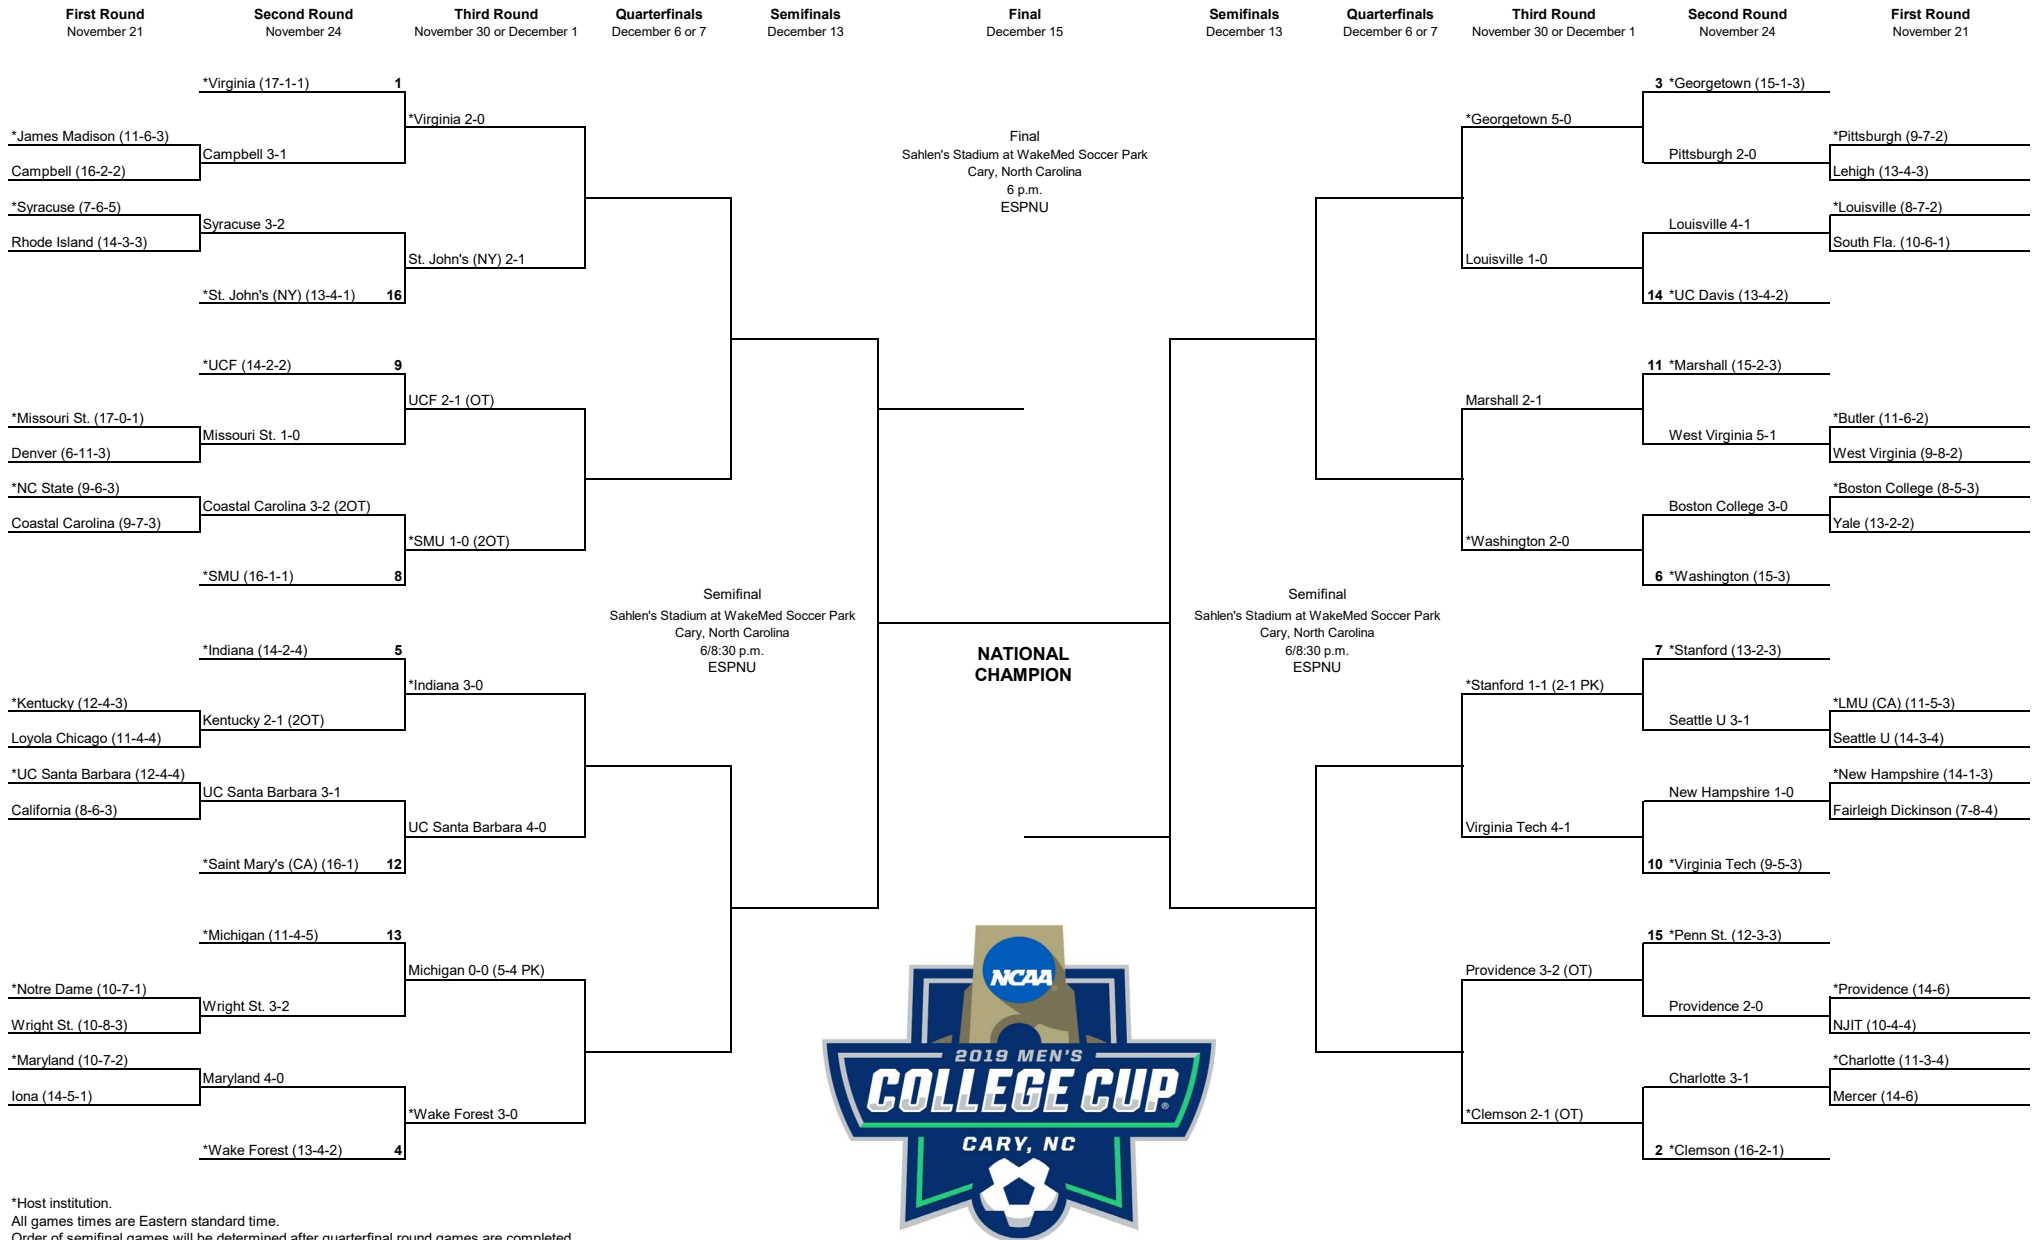 First Round
November 21
Second Round
November 24
Third Round
November 30 or December 1
Quarterfinals
December 6 or 7
Semifinals
December 13
Final
December 15
Semifinals
December 13
Quarterfinals
December 6 or 7
Third Round
November 30 or December 1
Second Round
November 24
First Round
November 21
*James Madison (11-6-3)
Campbell (16-2-2)
*Syracuse (7-6-5)
Rhode Island (14-3-3)
*Missouri St. (17-0-1)
Denver (6-11-3)
*NC State (9-6-3)
Coastal Carolina (9-7-3)
*Kentucky (12-4-3)
Loyola Chicago (11-4-4)
*UC Santa Barbara (12-4-4)
California (8-6-3)
*Notre Dame (10-7-1)
Wright St. (10-8-3)
*Maryland (10-7-2)
Iona (14-5-1)
*Virginia (17-1-1) 1
Campbell 3-1
Syracuse 3-2
*St. John's (NY) (13-4-1) 16
*UCF (14-2-2) 9
Missouri St. 1-0
Coastal Carolina 3-2 (2OT)
*SMU (16-1-1) 8
*Indiana (14-2-4) 5
Kentucky 2-1 (2OT)
UC Santa Barbara 3-1
*Saint Mary's (CA) (16-1) 12
*Michigan (11-4-5) 13
Wright St. 3-2
Maryland 4-0
*Wake Forest (13-4-2) 4
*Virginia 2-0
St. John's (NY) 2-1
UCF 2-1 (OT)
*SMU 1-0 (2OT)
*Indiana 3-0
UC Santa Barbara 4-0
Michigan 0-0 (5-4 PK)
*Wake Forest 3-0
Semifinal
Sahlen's Stadium at WakeMed Soccer Park
Cary, North Carolina
6/8:30 p.m.
ESPNU
Final
Sahlen's Stadium at WakeMed Soccer Park
Cary, North Carolina
6 p.m.
ESPNU
NATIONAL
CHAMPION
Semifinal
Sahlen's Stadium at WakeMed Soccer Park
Cary, North Carolina
6/8:30 p.m.
ESPNU
*Georgetown 5-0
Louisville 1-0
Marshall 2-1
*Washington 2-0
*Stanford 1-1 (2-1 PK)
Virginia Tech 4-1
Providence 3-2 (OT)
*Clemson 2-1 (OT)
3 *Georgetown (15-1-3)
Pittsburgh 2-0
Louisville 4-1
14 *UC Davis (13-4-2)
11 *Marshall (15-2-3)
West Virginia 5-1
Boston College 3-0
6 *Washington (15-3)
7 *Stanford (13-2-3)
Seattle U 3-1
New Hampshire 1-0
10 *Virginia Tech (9-5-3)
15 *Penn St. (12-3-3)
Providence 2-0
Charlotte 3-1
2 *Clemson (16-2-1)
*Pittsburgh (9-7-2)
Lehigh (13-4-3)
*Louisville (8-7-2)
South Fla. (10-6-1)
*Butler (11-6-2)
West Virginia (9-8-2)
*Boston College (8-5-3)
Yale (13-2-2)
*LMU (CA) (11-5-3)
Seattle U (14-3-4)
*New Hampshire (14-1-3)
Fairleigh Dickinson (7-8-4)
*Providence (14-6)
NJIT (10-4-4)
*Charlotte (11-3-4)
Mercer (14-6)
NCAA
2019 MEN'S
COLLEGE CUP®
CARY, NC
*Host institution.
All games times are Eastern standard time.
Order of semifinal games will be determined after quarterfinal round games are completed